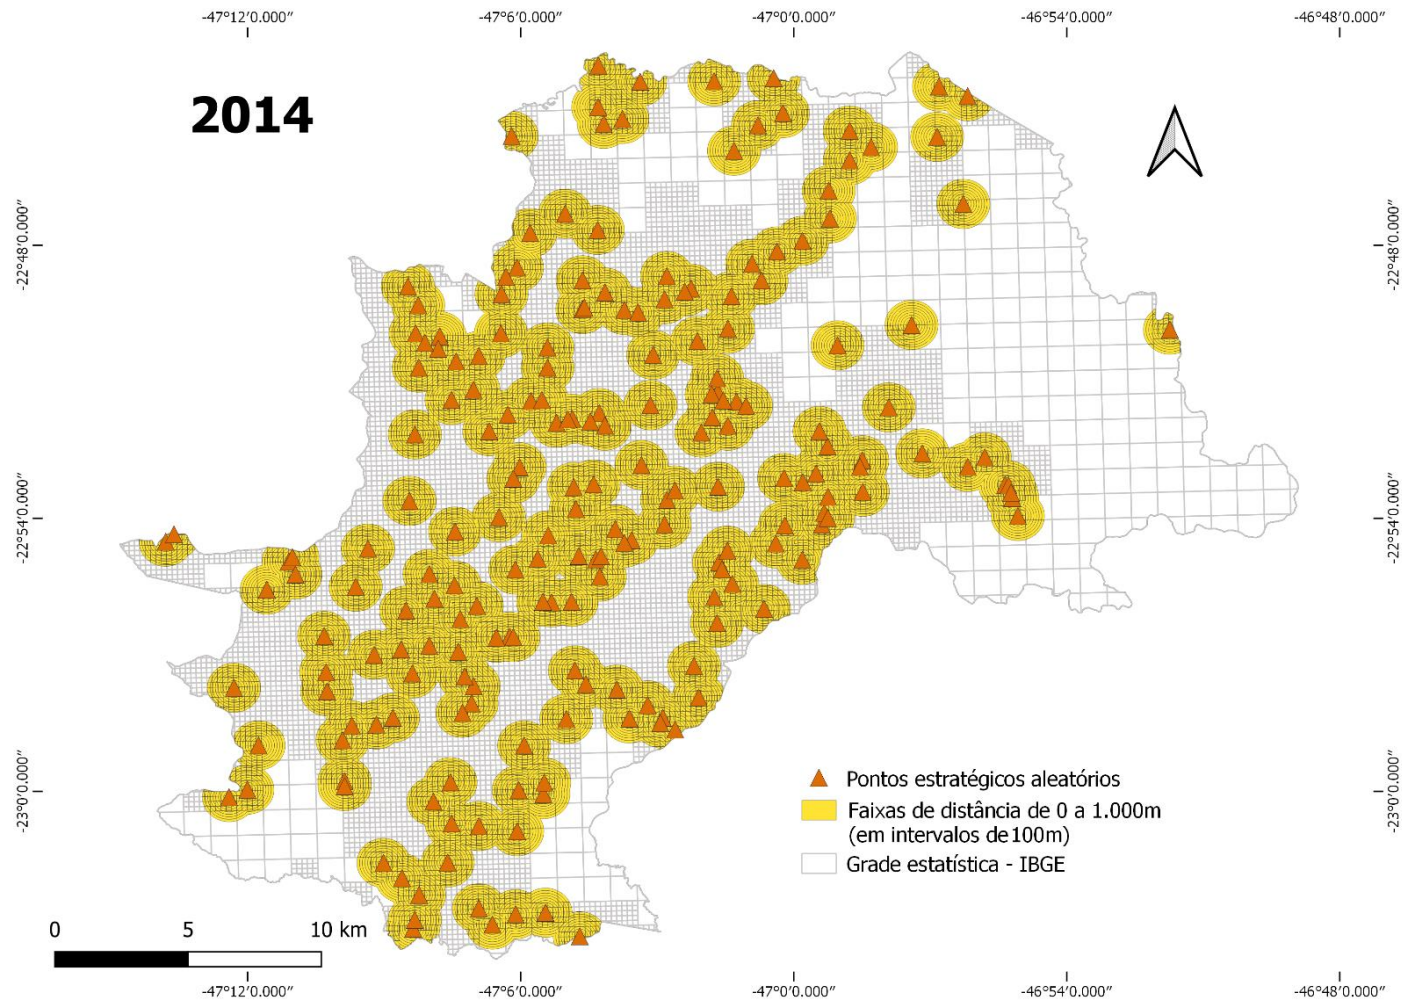 -47°12′0.000″ -47°6′0.000″ -47°0′0.000″ -46°54′0.000″ -46°48′0.000″
2014
-22°48′0.000″ -22°48′0.000″
-22°54′0.000″ -22°54′0.000″
-23°0′0.000″ -23°0′0.000″
Pontos estratégicos aleatórios
Faixas de distância de 0 a 1.000m
(em intervalos de 100m)
Grade estatística - IBGE
0 5 10 km
-47°12′0.000″ -47°6′0.000″ -47°0′0.000″ -46°54′0.000″ -46°48′0.000″